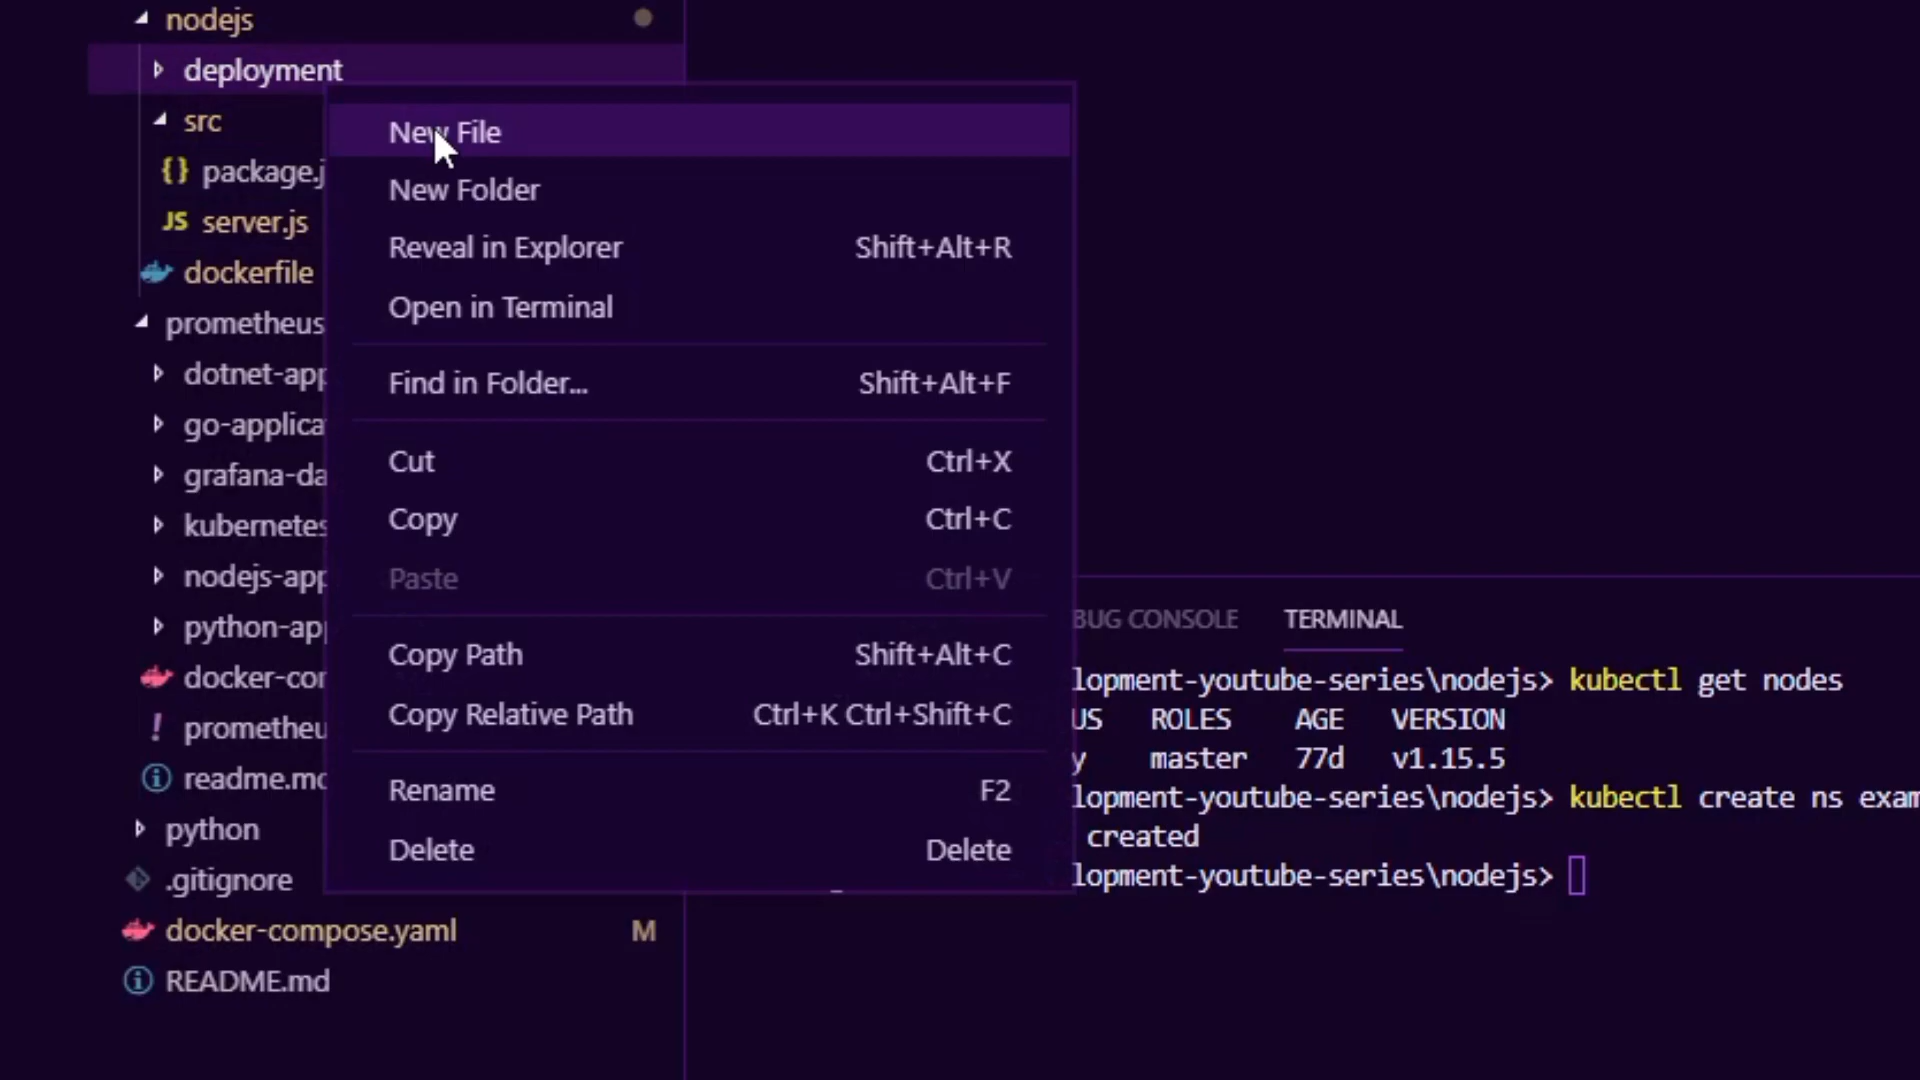 nodejs
deployment
src
package.j
server.js
dockerfile
prometheus
dotnet-app
go-applica
grafana-da
kubernetes
nodejs-app
python-ap
docker-co
prometheu
readme.md
python
.gitignore
docker-compose.yaml M
README.md
New File
New Folder
Reveal in Explorer Shift+Alt+R
Open in Terminal
Find in Folder... Shift+Alt+F
Cut Ctrl+X
Copy Ctrl+C
Paste Ctrl+V
Copy Path Shift+Alt+C
Copy Relative Path Ctrl+K Ctrl+Shift+C
Rename F2
Delete Delete
BUG CONSOLE TERMINAL
lopment-youtube-series\nodejs> kubectl get nodes
US ROLES AGE VERSION
y master 77d v1.15.5
lopment-youtube-series\nodejs> kubectl create ns exam
created
lopment-youtube-series\nodejs>